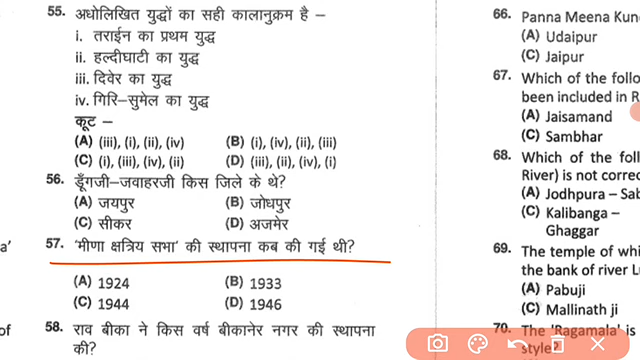 55. अधोलिखित युद्धों का सही कालानुक्रम है –
i. तराईन का प्रथम युद्ध
ii. हल्दीघाटी का युद्ध
iii. दिवेर का युद्ध
iv. गिरि–सुमेल का युद्ध
कूट –
(A) (iii), (i), (ii), (iv) (B) (i), (iv), (ii), (iii)
(C) (i), (iii), (iv), (ii) (D) (iii), (ii), (iv), (i)
56. डूँगजी–जवाहरजी किस जिले के थे?
(A) जयपुर (B) जोधपुर
(C) सीकर (D) अजमेर
a' 57. 'मीणा क्षत्रिय सभा' की स्थापना कब की गई थी?
(A) 1924 (B) 1933
(C) 1944 (D) 1946
of 58. राव बीका ने किस वर्ष बीकानेर नगर की स्थापना
की?
66. Panna Meena Kun
(A) Udaipur
(C) Jaipur
67. Which of the follo
been included in R
(A) Jaisamand
(C) Sambhar
68. Which of the foll
River) is not correc
(A) Jodhpura – Sab
(C) Kalibanga –
Ghaggar
69. The temple of whi
the bank of river L
(A) Pabuji
(C) Mallinath ji
70. The 'Ragamala' is
style?